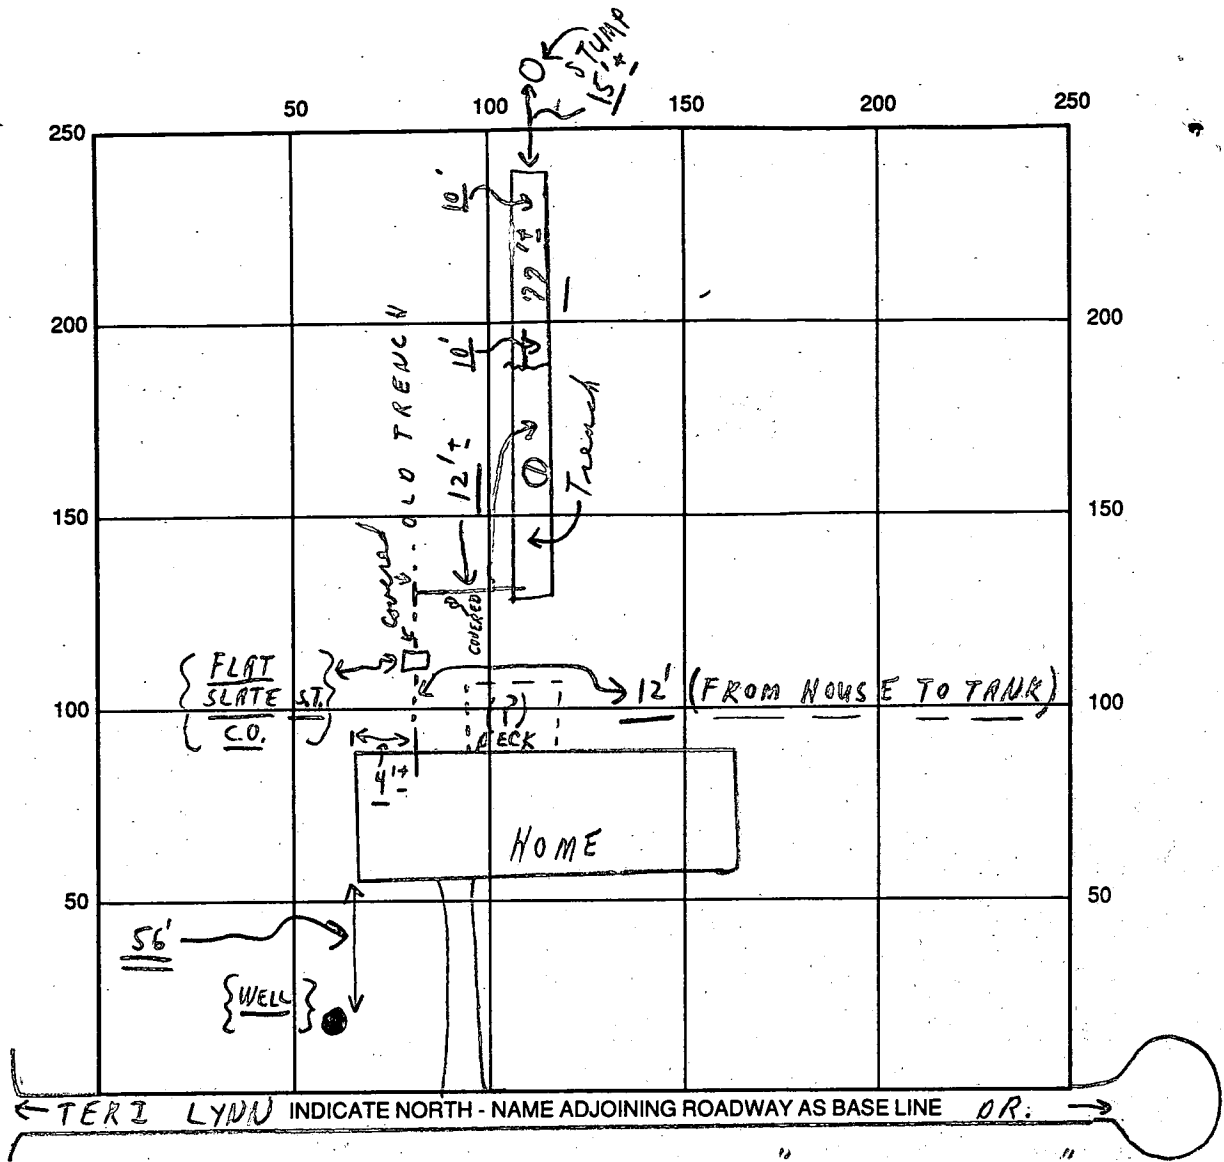 STUMP
15'±
50 100 150 200 250
250
10'
22'±
200 200
OLD TRENCH
10'
12'±
Trench
150 150
covered
COVERED
{FLAT
SLATE S.T.
C.O.}
100 100
12' (FROM HOUSE TO TANK)
(?)
DECK
4'±
HOME
50 50
56'
{WELL}
← TERI LYNN INDICATE NORTH - NAME ADJOINING ROADWAY AS BASE LINE DR. →